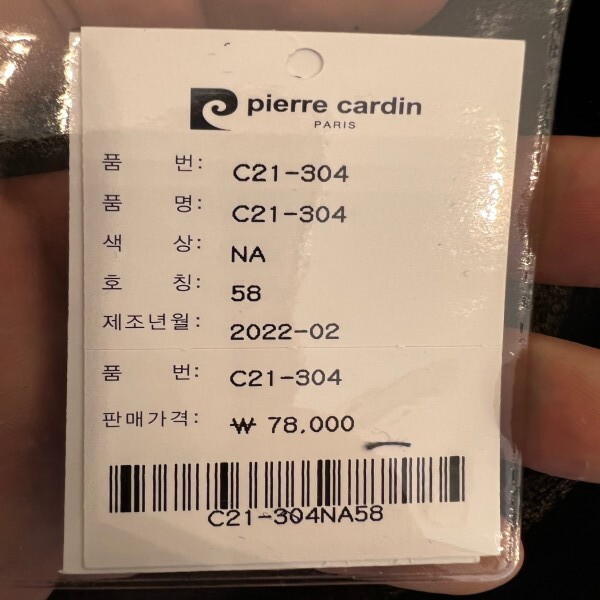 pierre cardin
PARIS
품 번: C21-304
품 명: C21-304
색 상: NA
호 칭: 58
제조년월: 2022-02
품 번: C21-304
판매가격: ₩ 78,000
C21-304NA58